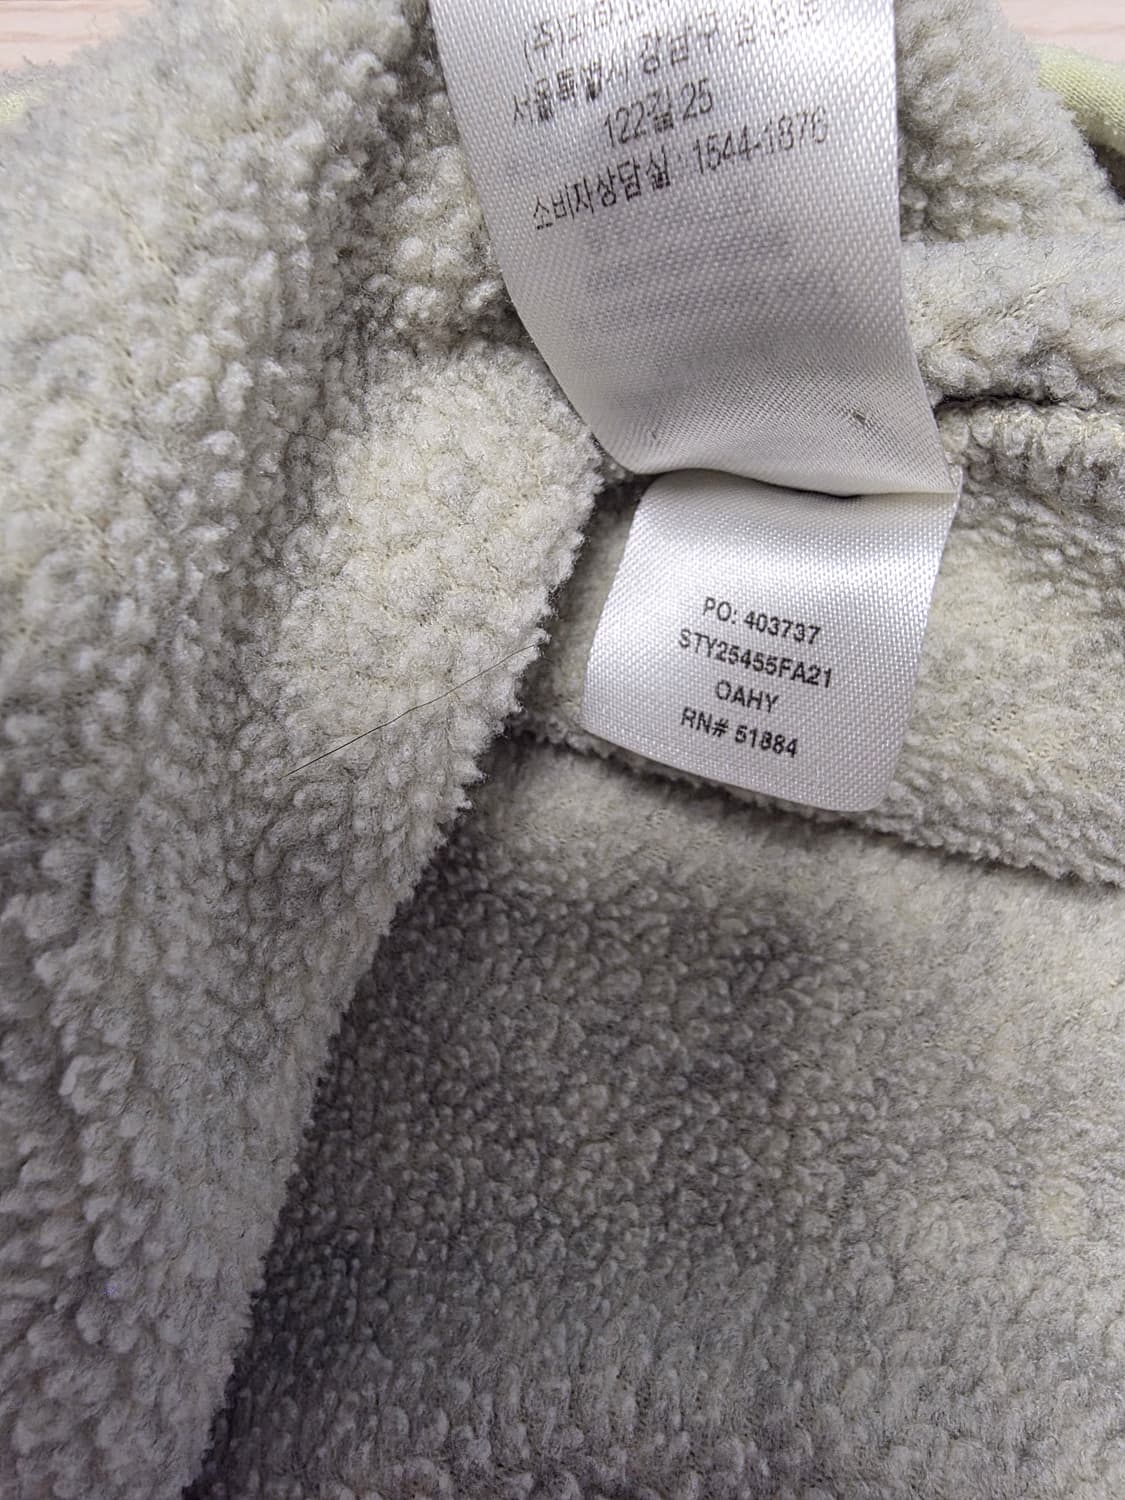 서울특별시 강남구
122길 25
소비자상담실 : 1544-1876
PO: 403737
STY25455FA21
OAHY
RN# 51884